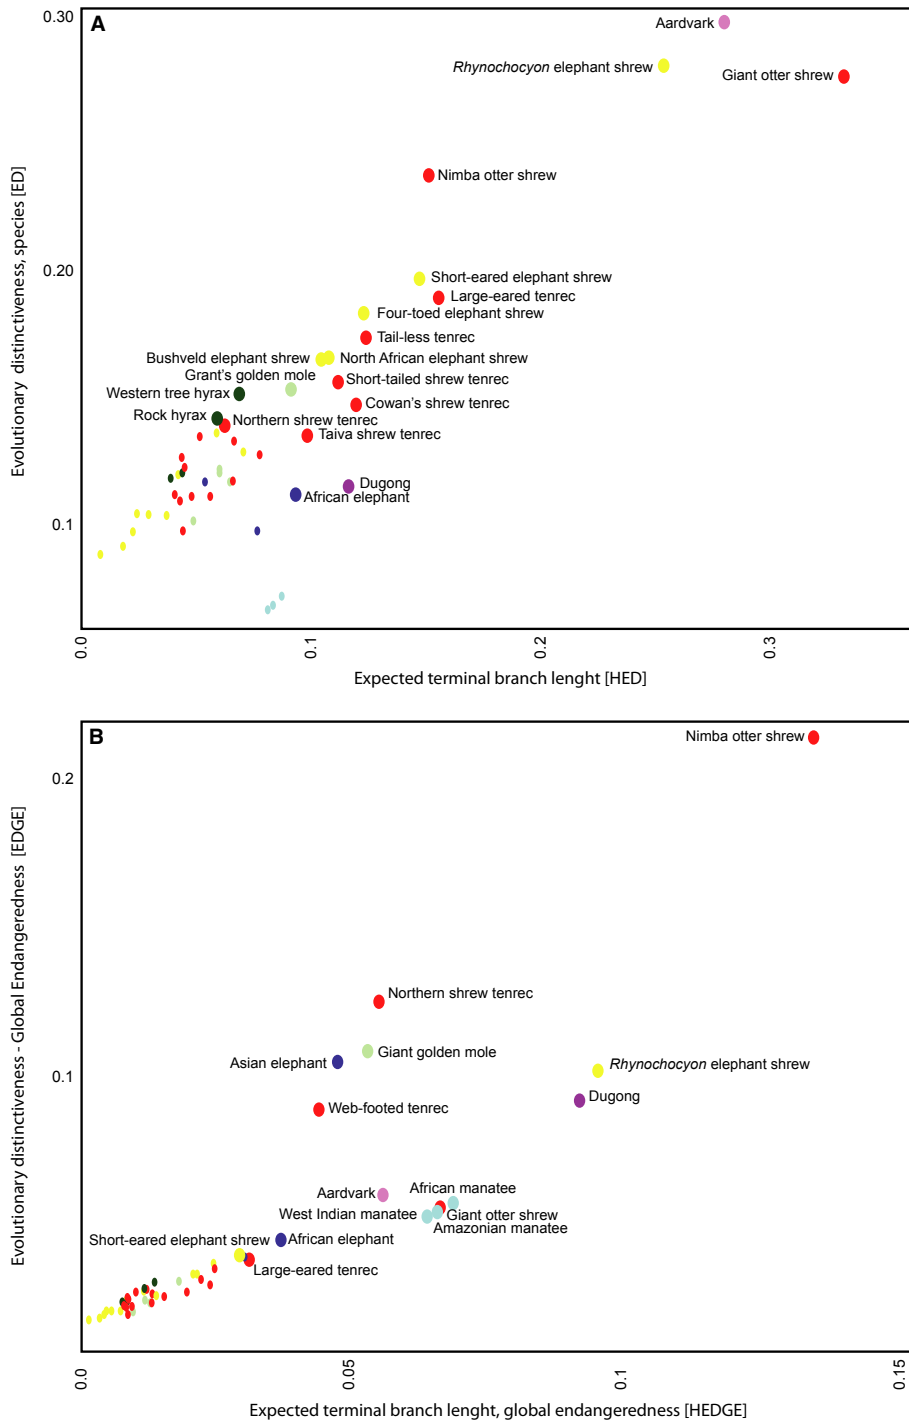 A
0.30
Aardvark
Rhynochocyon elephant shrew
Giant otter shrew
Nimba otter shrew
0.20
Short-eared elephant shrew
Large-eared tenrec
Four-toed elephant shrew
Tail-less tenrec
Bushveld elephant shrew
North African elephant shrew
Grant's golden mole
Short-tailed shrew tenrec
Western tree hyrax
Cowan's shrew tenrec
Rock hyrax
Northern shrew tenrec
Taiva shrew tenrec
Dugong
African elephant
0.1
Evolutionary distinctiveness, species [ED]
0.0
0.1
0.2
0.3
Expected terminal branch lenght [HED]
B
Nimba otter shrew
0.2
Northern shrew tenrec
Giant golden mole
Asian elephant
Rhynochocyon elephant shrew
0.1
Dugong
Web-footed tenrec
Aardvark
African manatee
West Indian manatee
Giant otter shrew
Amazonian manatee
Short-eared elephant shrew
African elephant
Large-eared tenrec
Evolutionary distinctiveness - Global Endangeredness [EDGE]
0.0
0.05
0.1
0.15
Expected terminal branch lenght, global endangeredness [HEDGE]